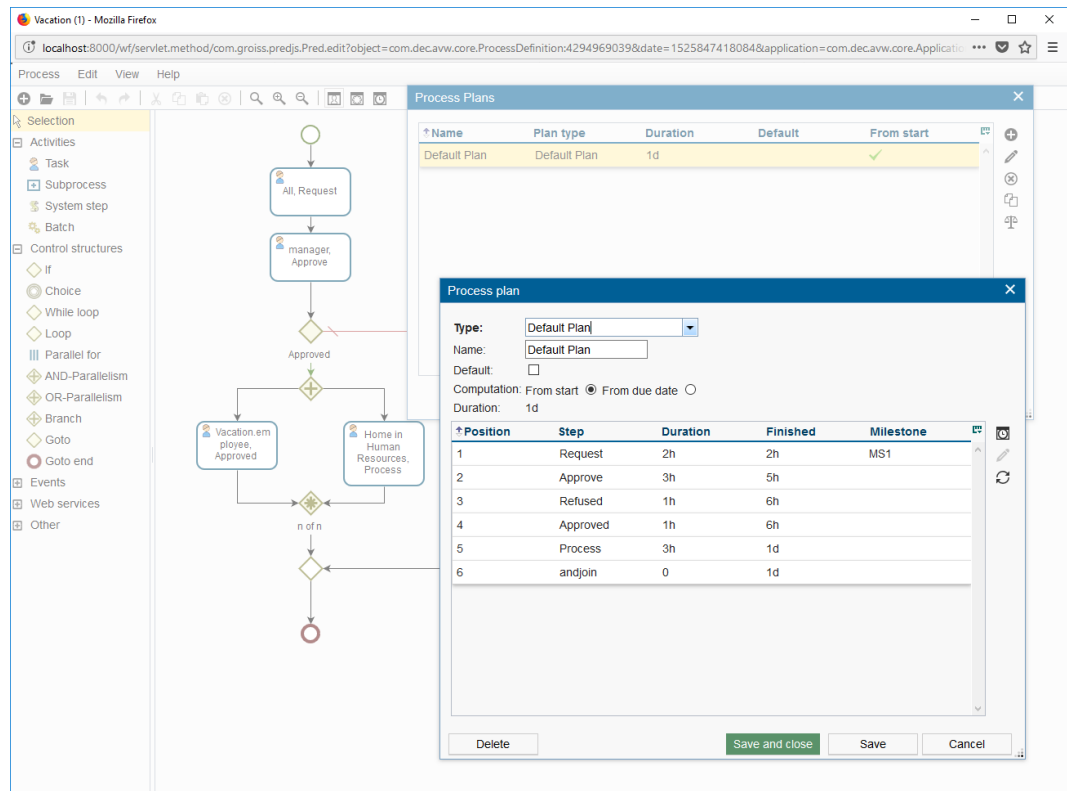 Vacation (1) - Mozilla Firefox
localhost:8000/wf/servlet.method/com.groiss.predjs.Pred.edit?object=com.dec.avw.core.ProcessDefinition:4294969039&date=1525847418084&application=com.dec.avw.core.Applicatio
Process Edit View Help
Selection
Activities
Task
Subprocess
System step
Batch
Control structures
If
Choice
While loop
Loop
Parallel for
AND-Parallelism
OR-Parallelism
Branch
Goto
Goto end
Events
Web services
Other
All, Request
manager,
Approve
Approved
Vacation.em
ployee,
Approved
Home in
Human
Resources,
Process
n of n
Process Plans
Name Plan type Duration Default From start
Default Plan Default Plan 1d
Process plan
Type: Default Plan
Name: Default Plan
Default:
Computation: From start From due date
Duration: 1d
Position Step Duration Finished Milestone
1 Request 2h 2h MS1
2 Approve 3h 5h
3 Refused 1h 6h
4 Approved 1h 6h
5 Process 3h 1d
6 andjoin 0 1d
Delete Save and close Save Cancel